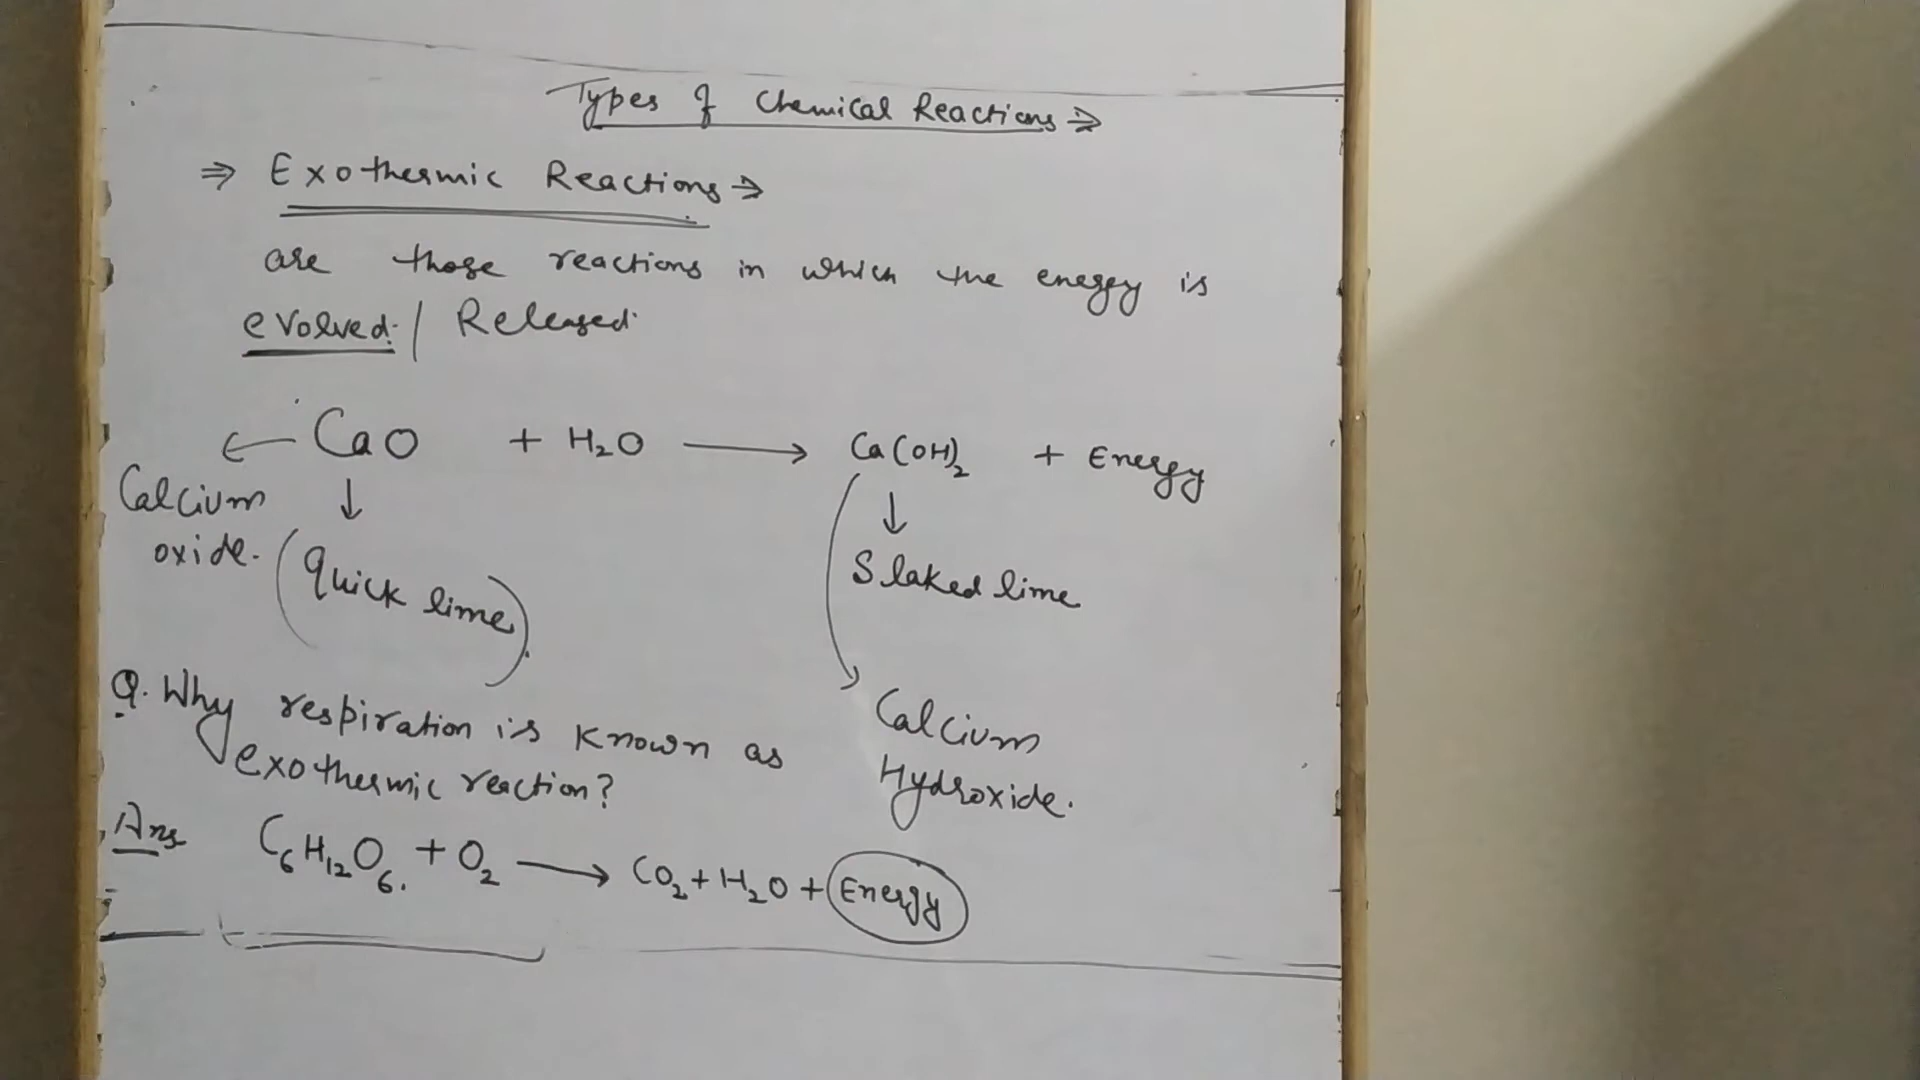 Types of Chemical Reactions ⇒
⇒ Exothermic Reactions ⇒
are those reactions in which the energy is
evolved. / Released.
← CaO + H₂O ⟶ Ca(OH)₂ + Energy
Calcium ↓ ↓
oxide. (Quick lime) Slaked lime
Calcium
Hydroxide.
Q. Why respiration is known as
exothermic reaction?
Ans C₆H₁₂O₆. + O₂ ⟶ CO₂ + H₂O + Energy